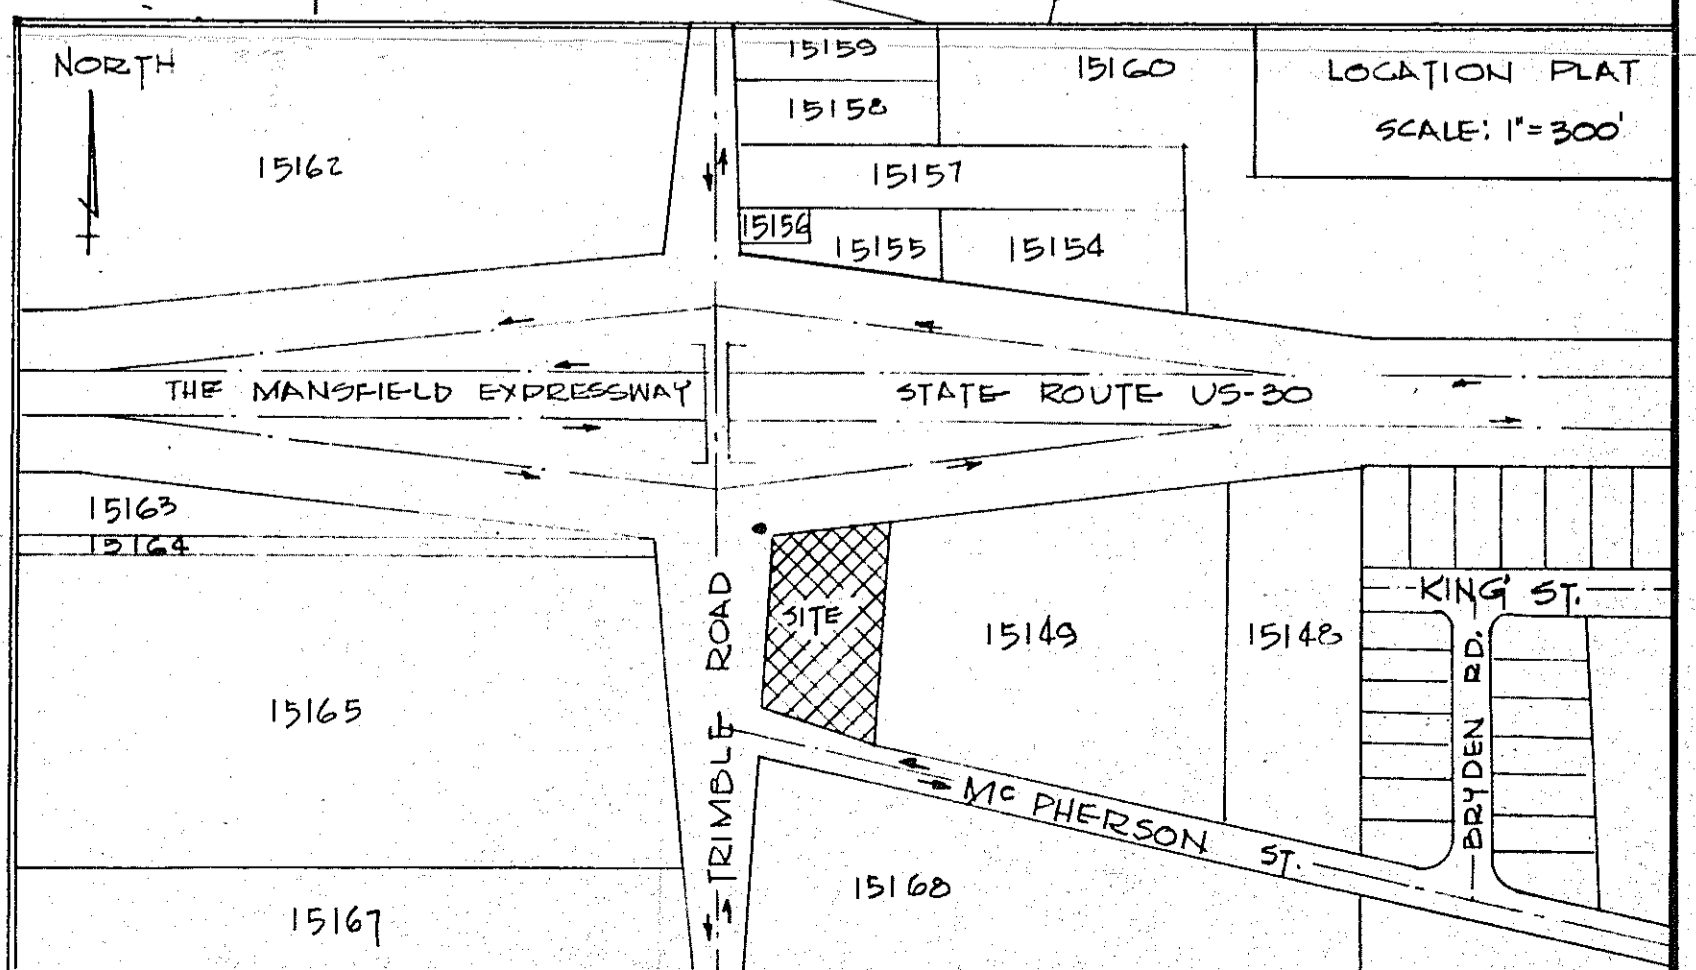 NORTH
15159
15160
LOCATION PLAT
15158
SCALE: 1"=300'
15162
15157
15156
15155
15154
THE MANSFIELD EXPRESSWAY
STATE ROUTE US-30
15163
15164
KING ST.
SITE
15149
15148
15165
TRIMBLE ROAD
BRYDEN RD.
Mc PHERSON ST.
15168
15167